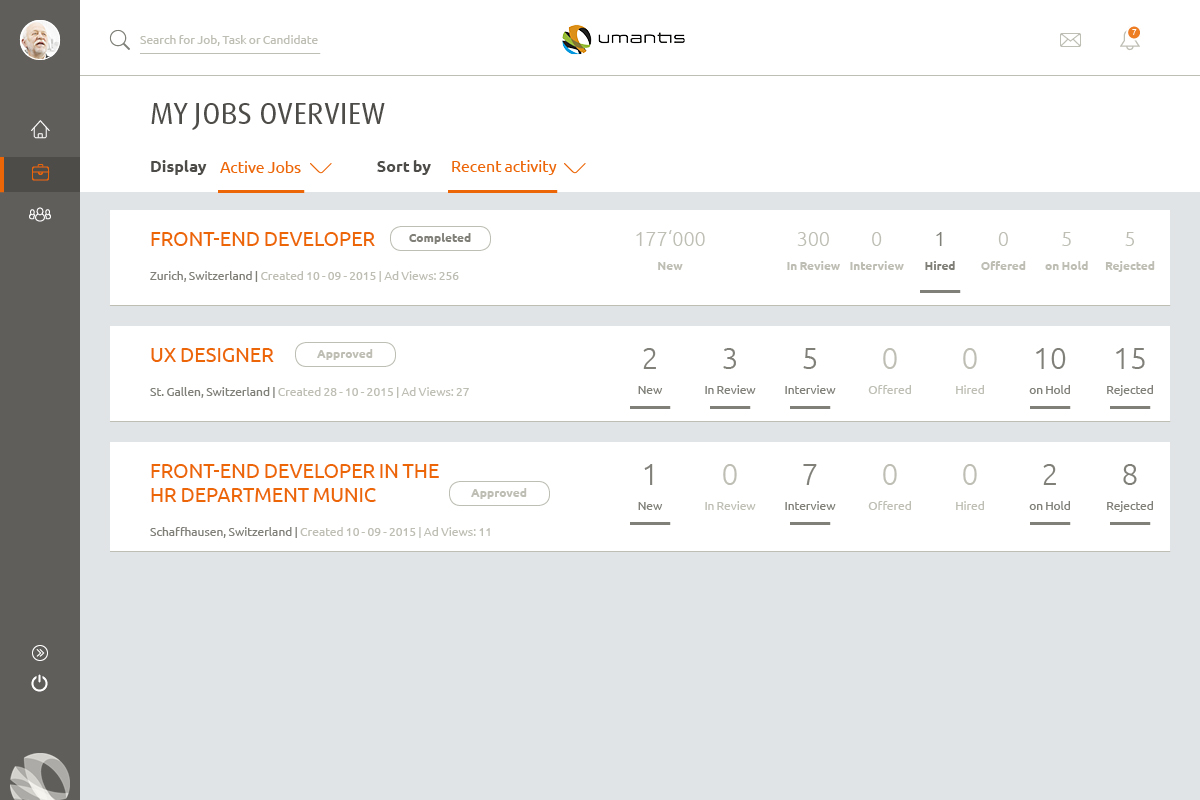 Search for Job, Task or Candidate
umantis
7
MY JOBS OVERVIEW
Display Active Jobs Sort by Recent activity
FRONT-END DEVELOPER Completed
177‘000 300 0 1 0 5 5
New In Review Interview Hired Offered on Hold Rejected
Zurich, Switzerland | Created 10 - 09 - 2015 | Ad Views: 256
UX DESIGNER Approved
2 3 5 0 0 10 15
New In Review Interview Offered Hired on Hold Rejected
St. Gallen, Switzerland | Created 28 - 10 - 2015 | Ad Views: 27
FRONT-END DEVELOPER IN THE
HR DEPARTMENT MUNIC Approved
1 0 7 0 0 2 8
New In Review Interview Offered Hired on Hold Rejected
Schaffhausen, Switzerland | Created 10 - 09 - 2015 | Ad Views: 11